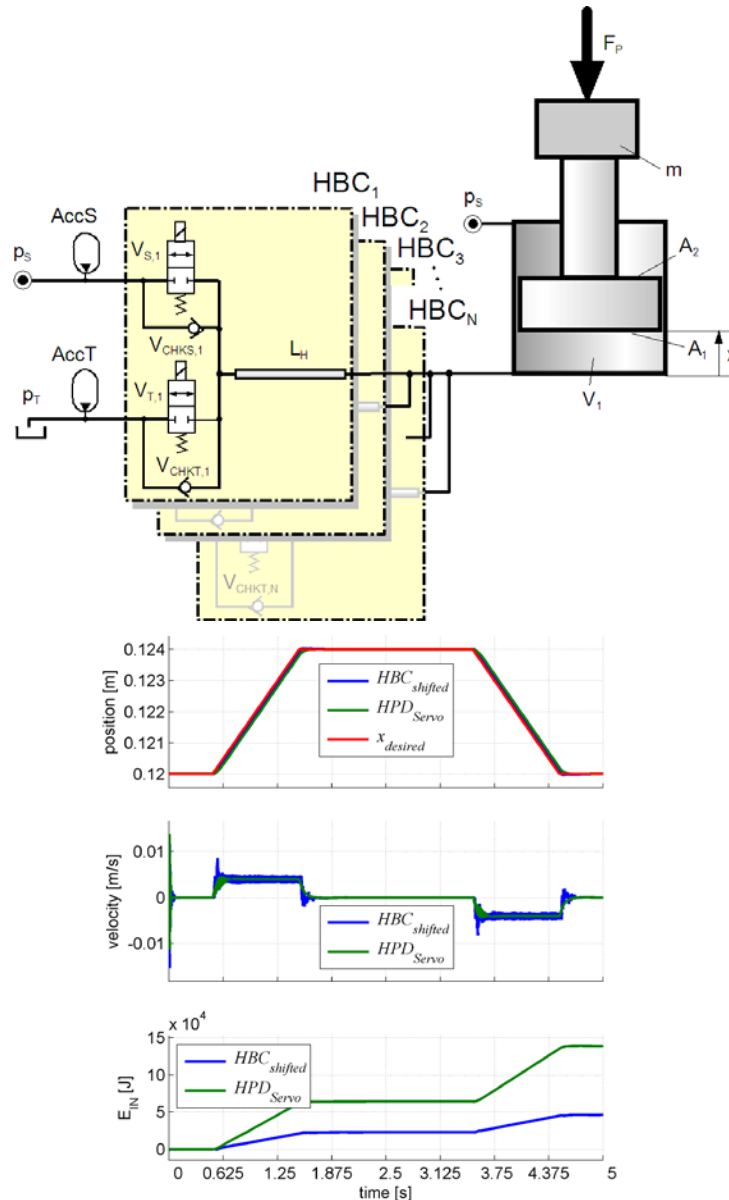 F_P
m
HBC_1
HBC_2
HBC_3
HBC_N
AccS
p_S
V_S,1
V_CHKS,1
L_H
AccT
p_T
V_T,1
V_CHKT,1
V_CHKT,N
p_S
A_2
A_1
V_1
position [m]
0.124
0.123
0.122
0.121
0.12
HBC_shifted
HPD_Servo
x_desired
velocity [m/s]
0.01
0
-0.01
HBC_shifted
HPD_Servo
x 10^4
E_IN [J]
15
10
5
0
HBC_shifted
HPD_Servo
0 0.625 1.25 1.875 2.5 3.125 3.75 4.375 5
time [s]